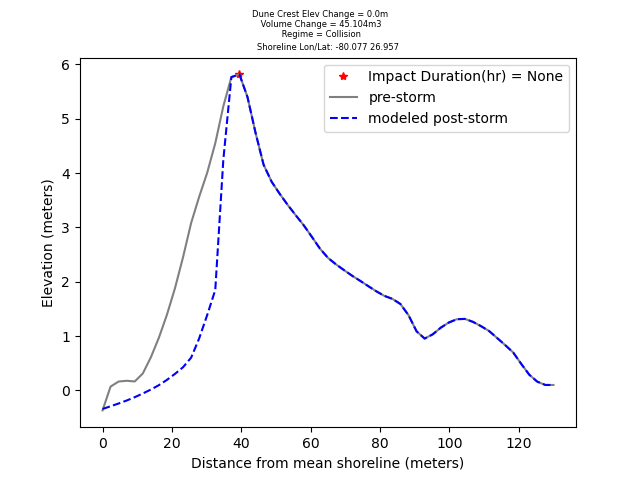 Dune Crest Elev Change = 0.0m
Volume Change = 45.104m3
Regime = Collision
Shoreline Lon/Lat: -80.077 26.957
Impact Duration(hr) = None
pre-storm
modeled post-storm
Elevation (meters)
6
5
4
3
2
1
0
0 20 40 60 80 100 120
Distance from mean shoreline (meters)